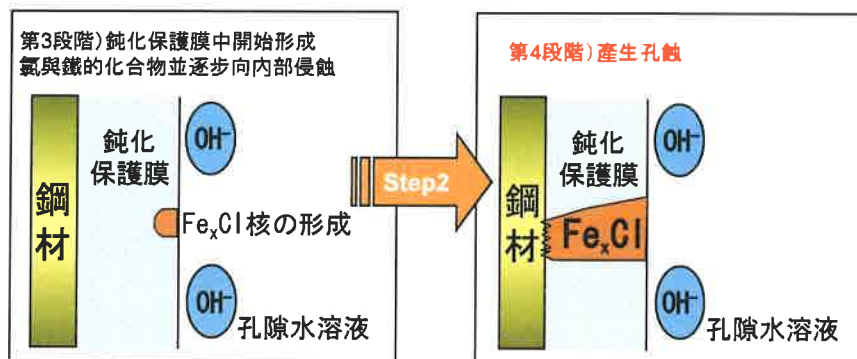 第3段階)鈍化保護膜中開始形成
氯與鐵的化合物並逐步向內部侵蝕
鈍化
保護膜
鋼材
OH⁻
FeₓCl核の形成
OH⁻
孔隙水溶液
Step2
第4段階)產生孔蝕
鈍化
保護膜
鋼材
OH⁻
FeₓCl
OH⁻
孔隙水溶液